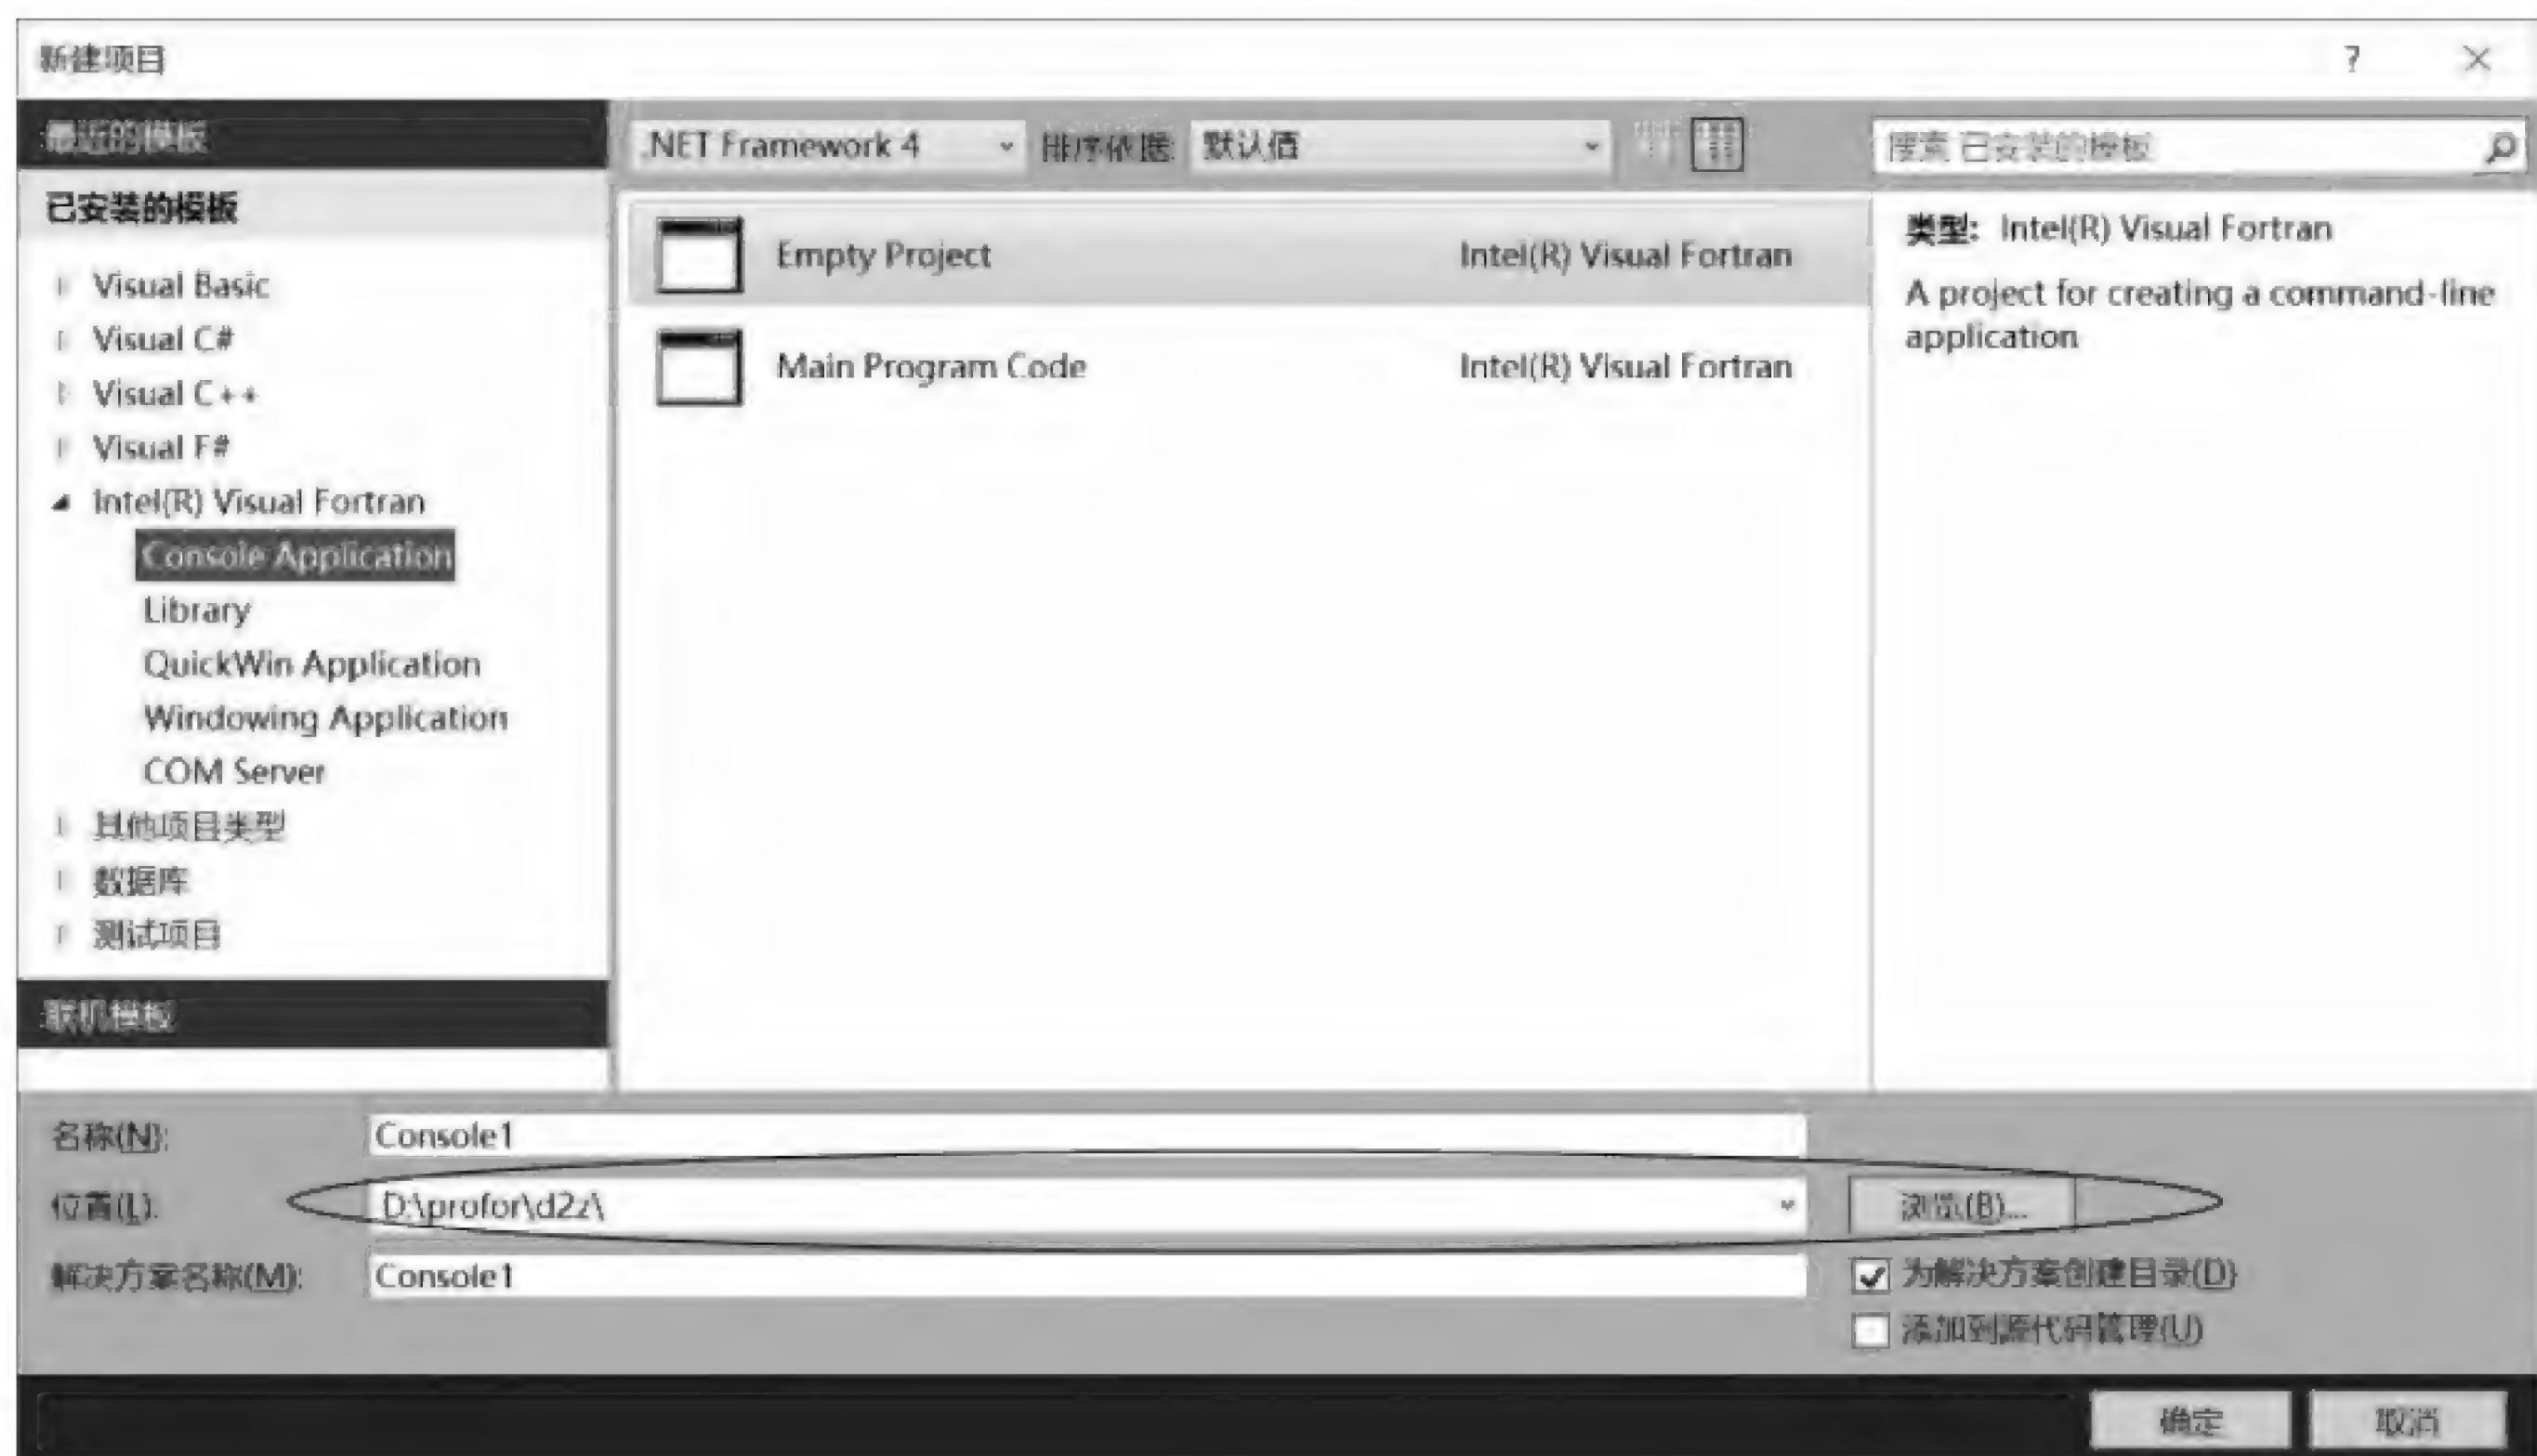 新建项目
最近的模板
.NET Framework 4 排序依据: 默认值
搜索 已安装的模板
已安装的模板
Visual Basic
Visual C#
Visual C++
Visual F#
Intel(R) Visual Fortran
Console Application
Library
QuickWin Application
Windowing Application
COM Server
其他项目类型
数据库
测试项目
联机模板
Empty Project Intel(R) Visual Fortran
Main Program Code Intel(R) Visual Fortran
类型: Intel(R) Visual Fortran
A project for creating a command-line
application
名称(N): Console1
位置(L): D:\profor\d2z\ 浏览(B)...
解决方案名称(M): Console1
为解决方案创建目录(D)
添加到源代码管理(U)
确定 取消